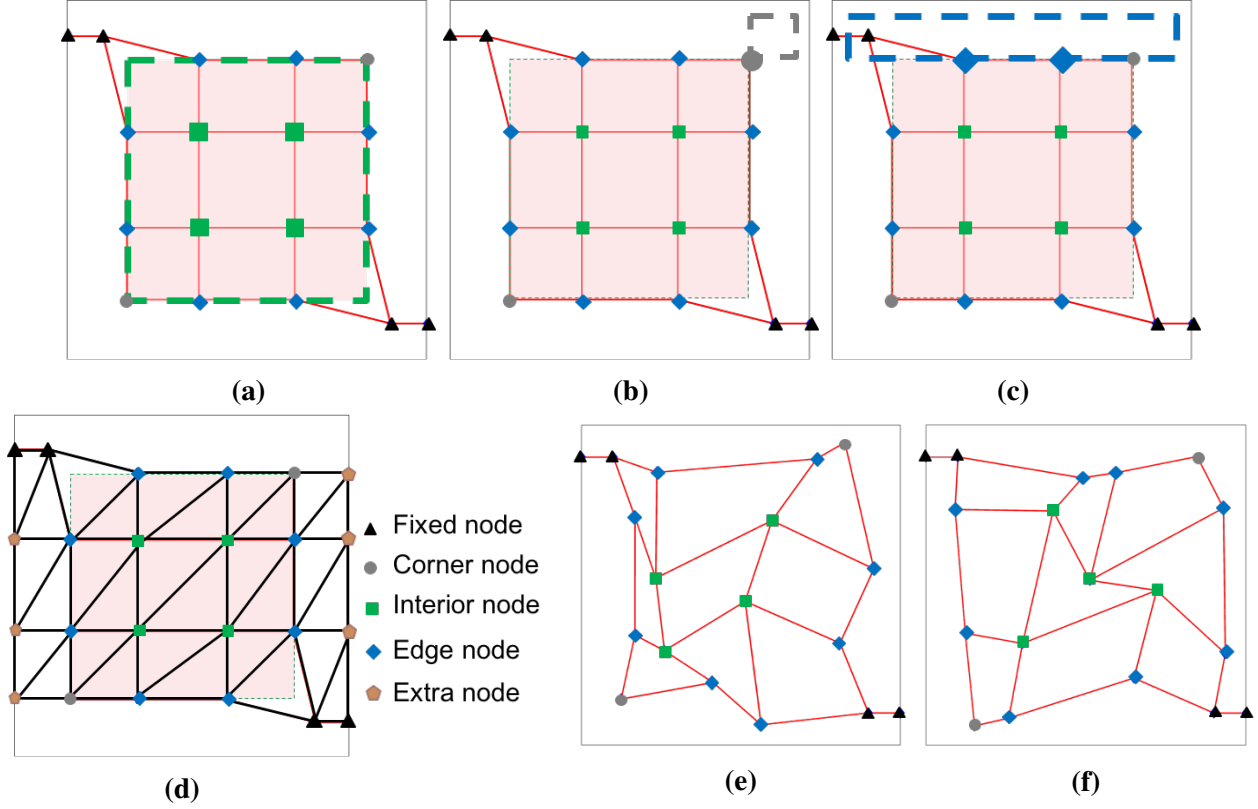 (a)
(b)
(c)
Fixed node
Corner node
Interior node
Edge node
Extra node
(d)
(e)
(f)